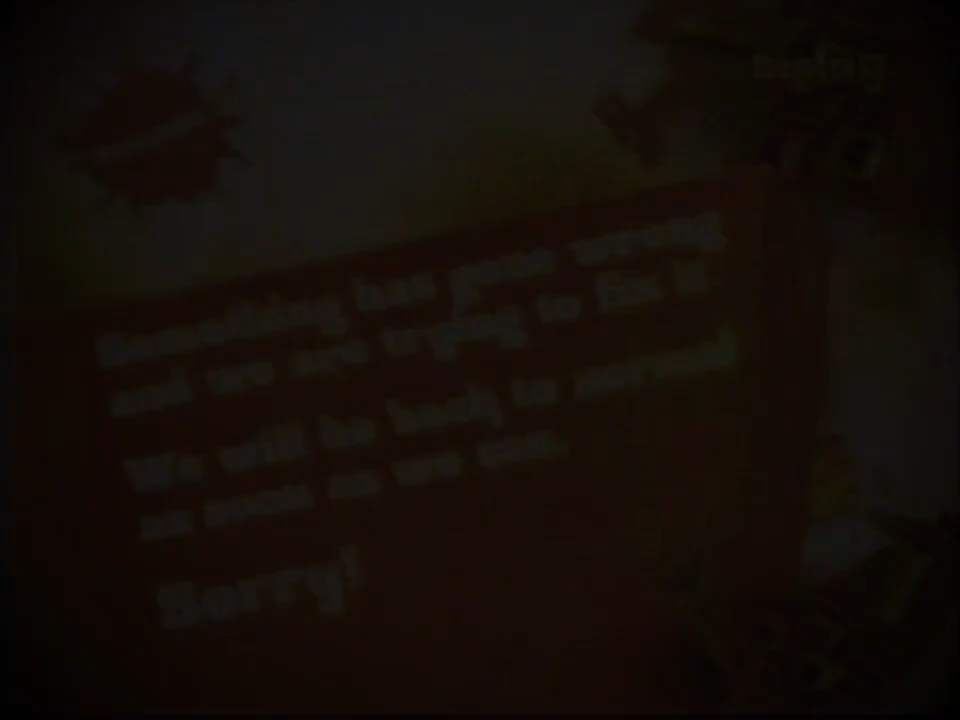 Something has gone wrong,
and we are trying to fix it.
We will be back to normal
as soon as we can.
Sorry!